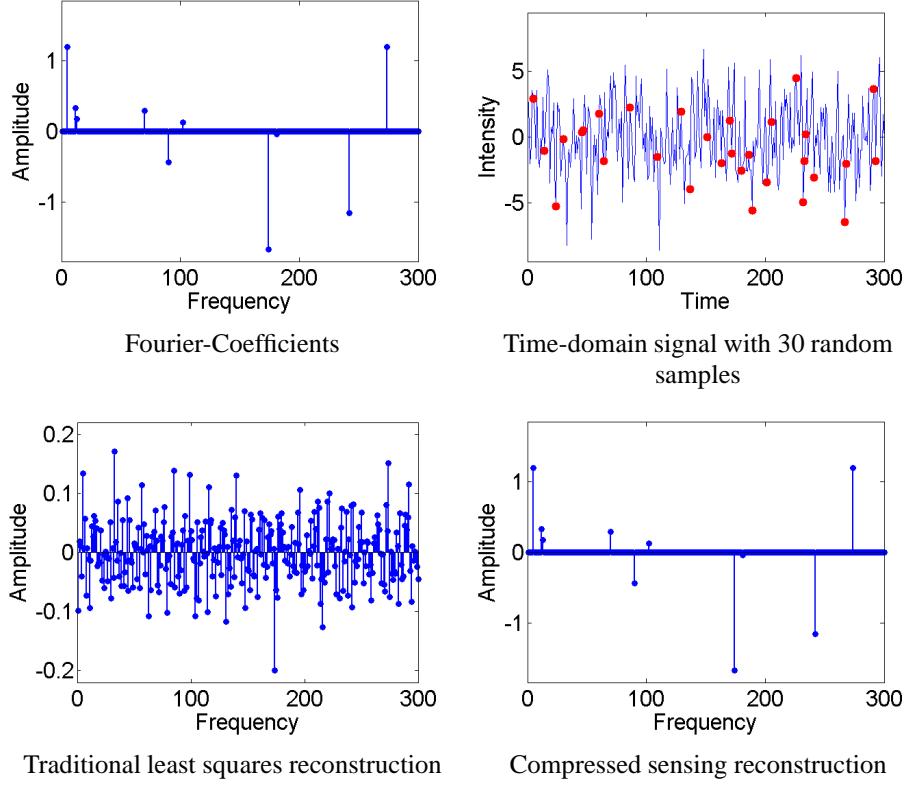 Amplitude
1
0
-1
0
100
200
300
Frequency
Fourier-Coefficients
Intensity
5
0
-5
0
100
200
300
Time
Time-domain signal with 30 random
samples
Amplitude
0.2
0.1
0
-0.1
-0.2
0
100
200
300
Frequency
Traditional least squares reconstruction
Amplitude
1
0
-1
0
100
200
300
Frequency
Compressed sensing reconstruction